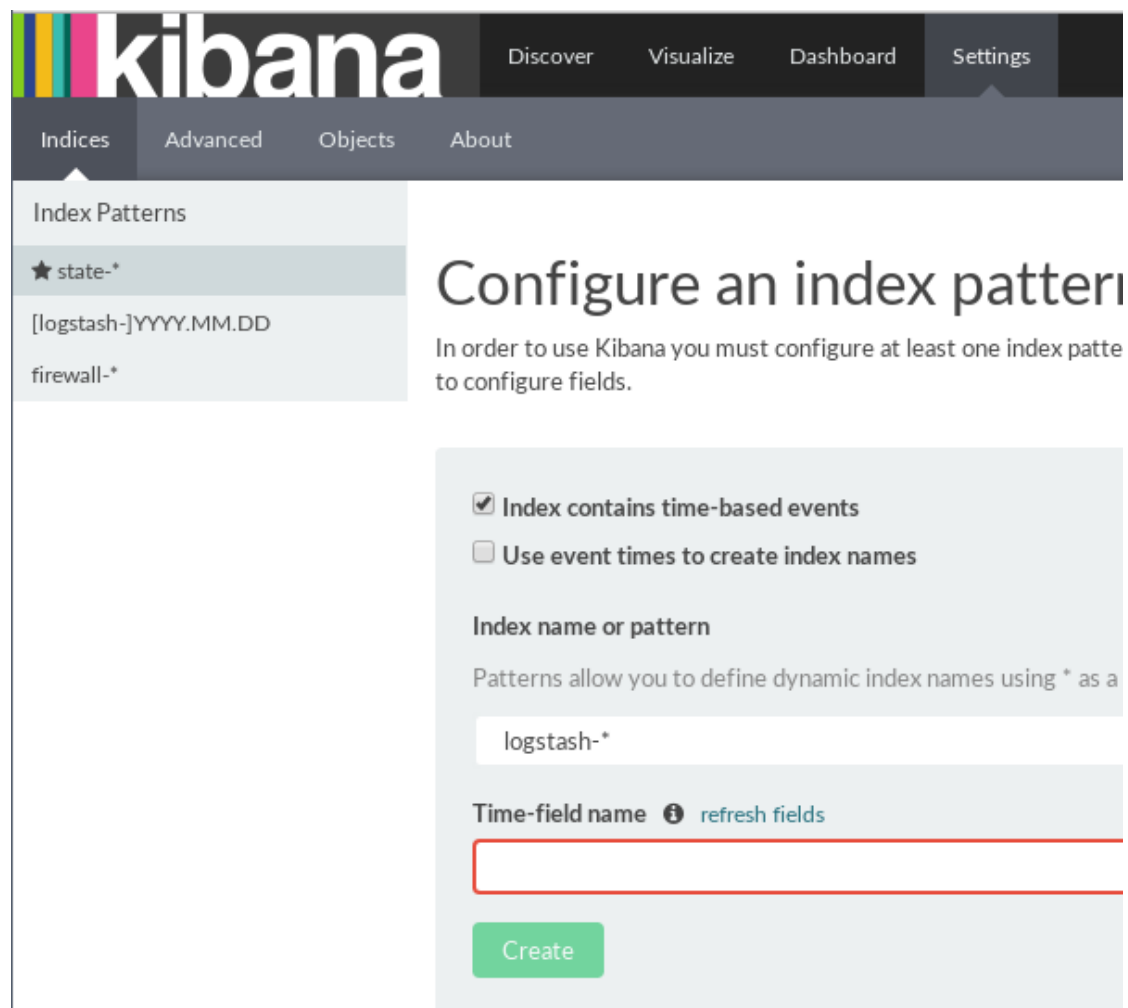 kibana
Discover Visualize Dashboard Settings
Indices Advanced Objects About
Index Patterns
★ state-*
[logstash-]YYYY.MM.DD
firewall-*
Configure an index pattern
In order to use Kibana you must configure at least one index patte
to configure fields.
Index contains time-based events
Use event times to create index names
Index name or pattern
Patterns allow you to define dynamic index names using * as a
logstash-*
Time-field name refresh fields
Create